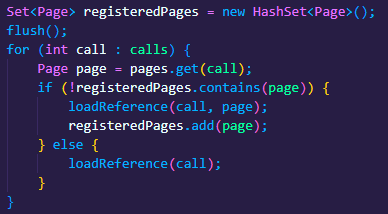 Set<Page> registeredPages = new HashSet<Page>();
flush();
for (int call : calls) {
    Page page = pages.get(call);
    if (!registeredPages.contains(page)) {
        loadReference(call, page);
        registeredPages.add(page);
    } else {
        loadReference(call);
    }
}